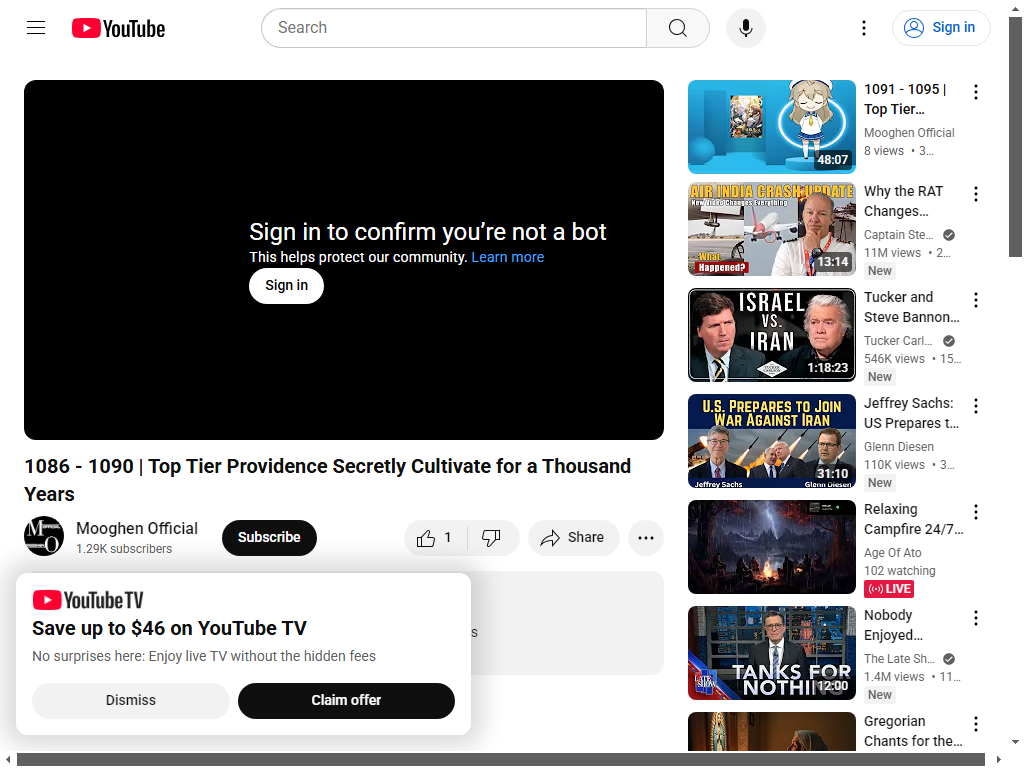 YouTube
Search
Sign in
Sign in to confirm you're not a bot
This helps protect our community. Learn more
Sign in
1086 - 1090 | Top Tier Providence Secretly Cultivate for a Thousand
Years
Mooghen Official
1.29K subscribers
Subscribe
1
Share
s
YouTube TV
Save up to $46 on YouTube TV
No surprises here: Enjoy live TV without the hidden fees
Dismiss
Claim offer
48:07
1091 - 1095 |
Top Tier...
Mooghen Official
8 views • 3...
AIR INDIA CRASH UPDATE
New Video Changes Everything
What Happened?
13:14
Why the RAT
Changes...
Captain Ste...
11M views • 2...
New
ISRAEL
VS.
IRAN
1:18:23
Tucker and
Steve Bannon...
Tucker Carl...
546K views • 15...
New
U.S. PREPARES TO JOIN
WAR AGAINST IRAN
Jeffrey Sachs
Glenn Diesen
31:10
Jeffrey Sachs:
US Prepares t...
Glenn Diesen
110K views • 3...
New
Relaxing
Campfire 24/7...
Age Of Ato
102 watching
LIVE
LATE SHOW
TANKS FOR
NOTHING
12:00
Nobody
Enjoyed...
The Late Sh...
1.4M views • 11...
New
Gregorian
Chants for the...